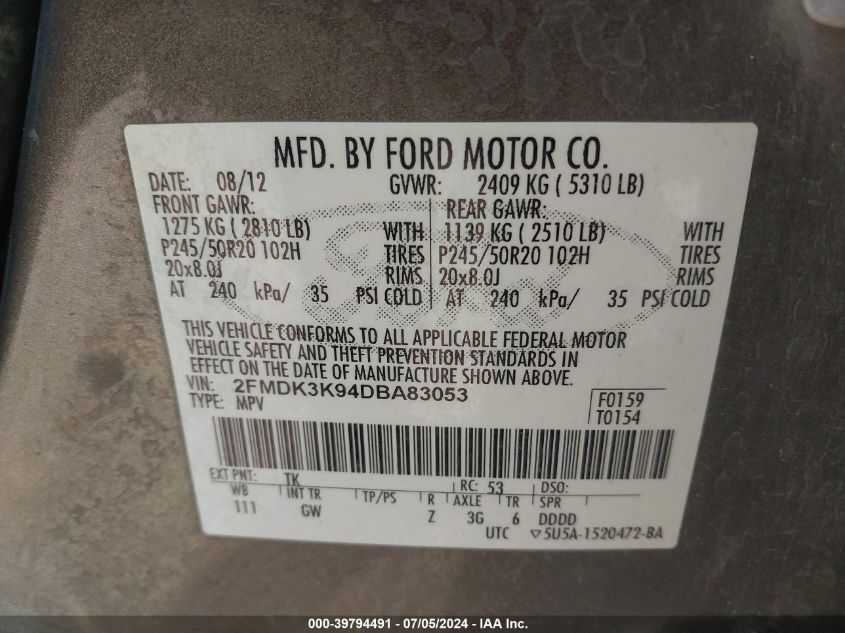 MFD. BY FORD MOTOR CO.
DATE: 08/12 GVWR: 2409 KG ( 5310 LB)
FRONT GAWR: REAR GAWR:
1275 KG ( 2810 LB) WITH 1139 KG ( 2510 LB) WITH
P245/50R20 102H TIRES P245/50R20 102H TIRES
20x8.0J RIMS 20x8.0J RIMS
AT 240 kPa/ 35 PSI COLD AT 240 kPa/ 35 PSI COLD
Ford
THIS VEHICLE CONFORMS TO ALL APPLICABLE FEDERAL MOTOR
VEHICLE SAFETY AND THEFT PREVENTION STANDARDS IN
EFFECT ON THE DATE OF MANUFACTURE SHOWN ABOVE.
VIN: 2FMDK3K94DBA83053 F0159
TYPE: MPV T0154
EXT PNT: TK RC: 53 DSO:
WB INT TR TP/PS R AXLE TR SPR
111 GW Z 3G 6 DDDD
UTC ▽5U5A-1520472-BA
000-39794491 - 07/05/2024 - IAA Inc.